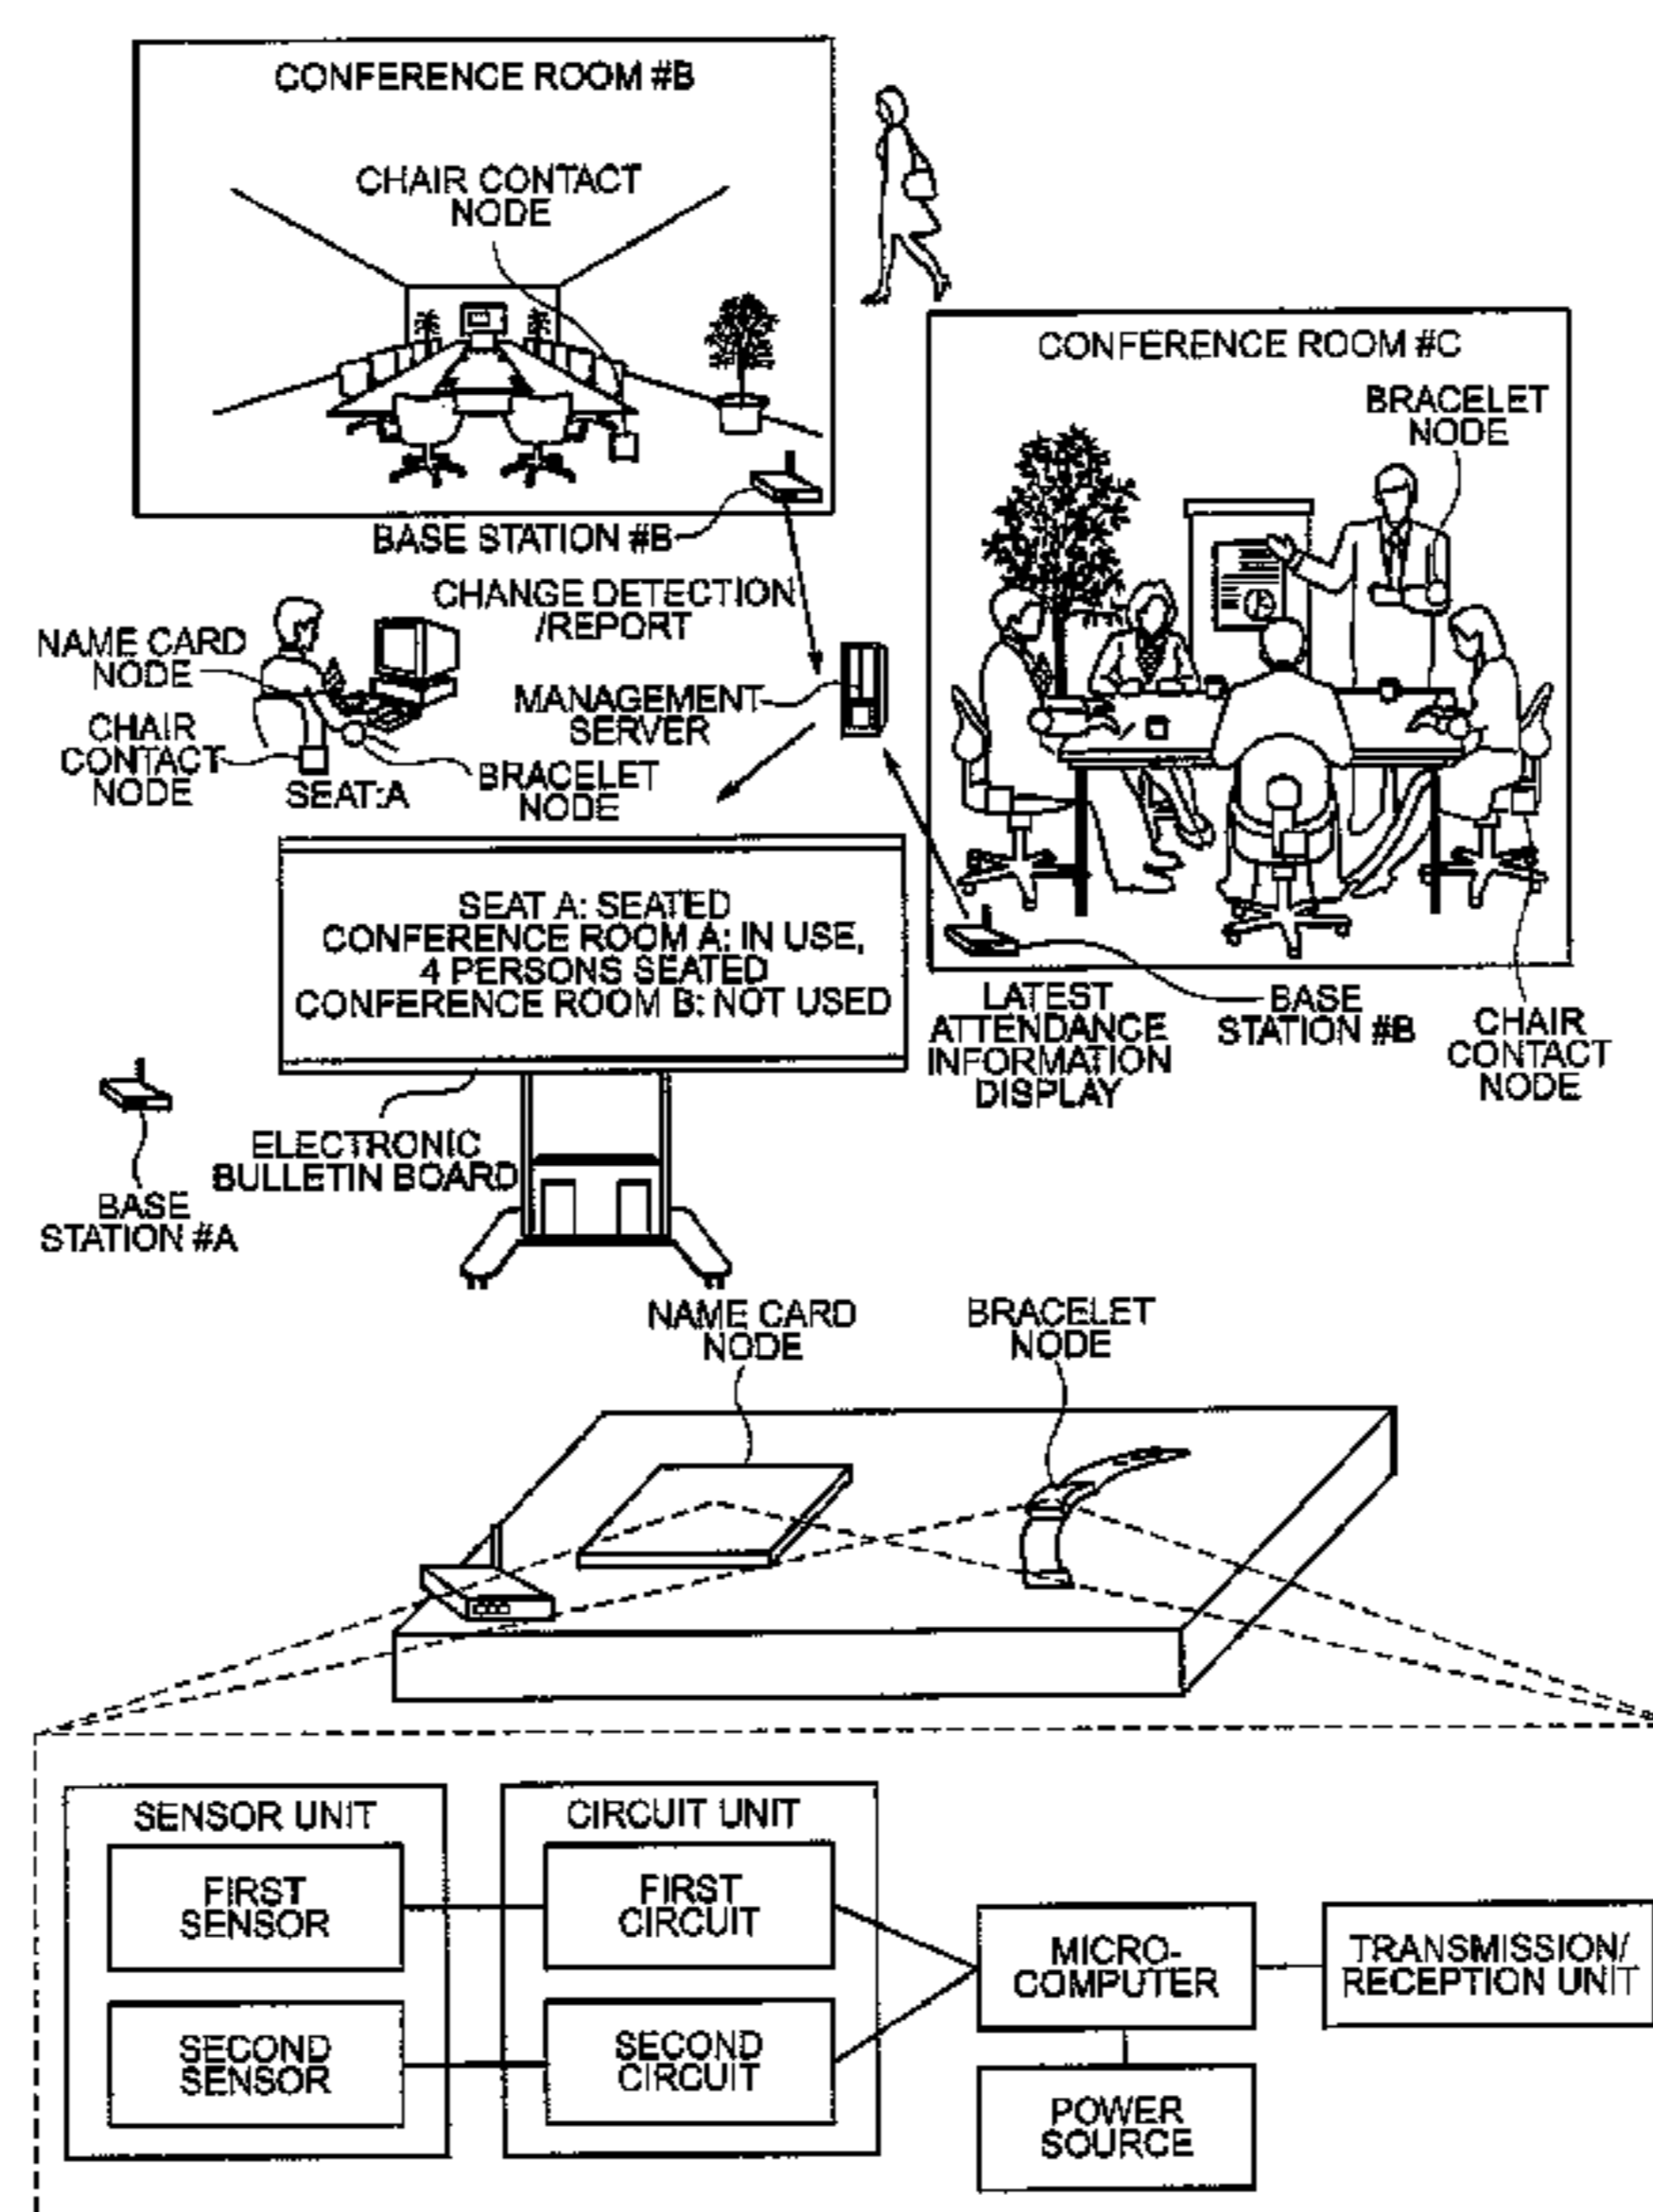 CONFERENCE ROOM #B
CHAIR CONTACT
NODE
BASE STATION #B
CONFERENCE ROOM #C
BRACELET
NODE
CHANGE DETECTION
/REPORT
NAME CARD
NODE
CHAIR
CONTACT
NODE
SEAT:A
BRACELET
NODE
MANAGEMENT
SERVER
SEAT A: SEATED
CONFERENCE ROOM A: IN USE,
4 PERSONS SEATED
CONFERENCE ROOM B: NOT USED
LATEST
ATTENDANCE
INFORMATION
DISPLAY
BASE
STATION #B
CHAIR
CONTACT
NODE
ELECTRONIC
BULLETIN BOARD
BASE
STATION #A
NAME CARD
NODE
BRACELET
NODE
SENSOR UNIT
FIRST
SENSOR
SECOND
SENSOR
CIRCUIT UNIT
FIRST
CIRCUIT
SECOND
CIRCUIT
MICRO-
COMPUTER
TRANSMISSION/
RECEPTION UNIT
POWER
SOURCE